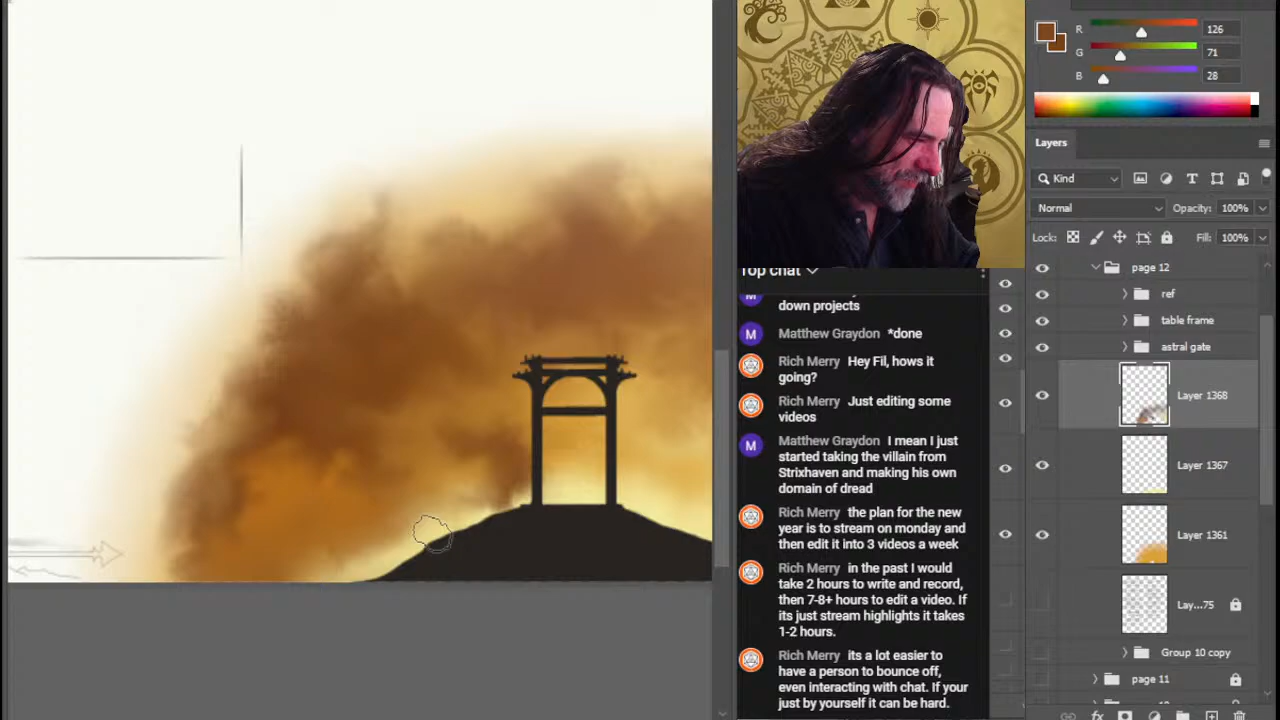 R 126
G 71
B 28
Layers
Kind
Normal Opacity: 100%
Lock: Fill: 100%
page 12
ref
table frame
astral gate
Layer 1368
Layer 1367
Layer 1361
Lay...75
Group 10 copy
page 11
Top chat
down projects
Matthew Graydon *done
Rich Merry Hey Fil, hows it
going?
Rich Merry Just editing some
videos
Matthew Graydon I mean I just
started taking the villain from
Strixhaven and making his own
domain of dread
Rich Merry the plan for the new
year is to stream on monday and
then edit it into 3 videos a week
Rich Merry in the past I would
take 2 hours to write and record,
then 7-8+ hours to edit a video. If
its just stream highlights it takes
1-2 hours.
Rich Merry its a lot easier to
have a person to bounce off,
even interacting with chat. If your
just by yourself it can be hard.